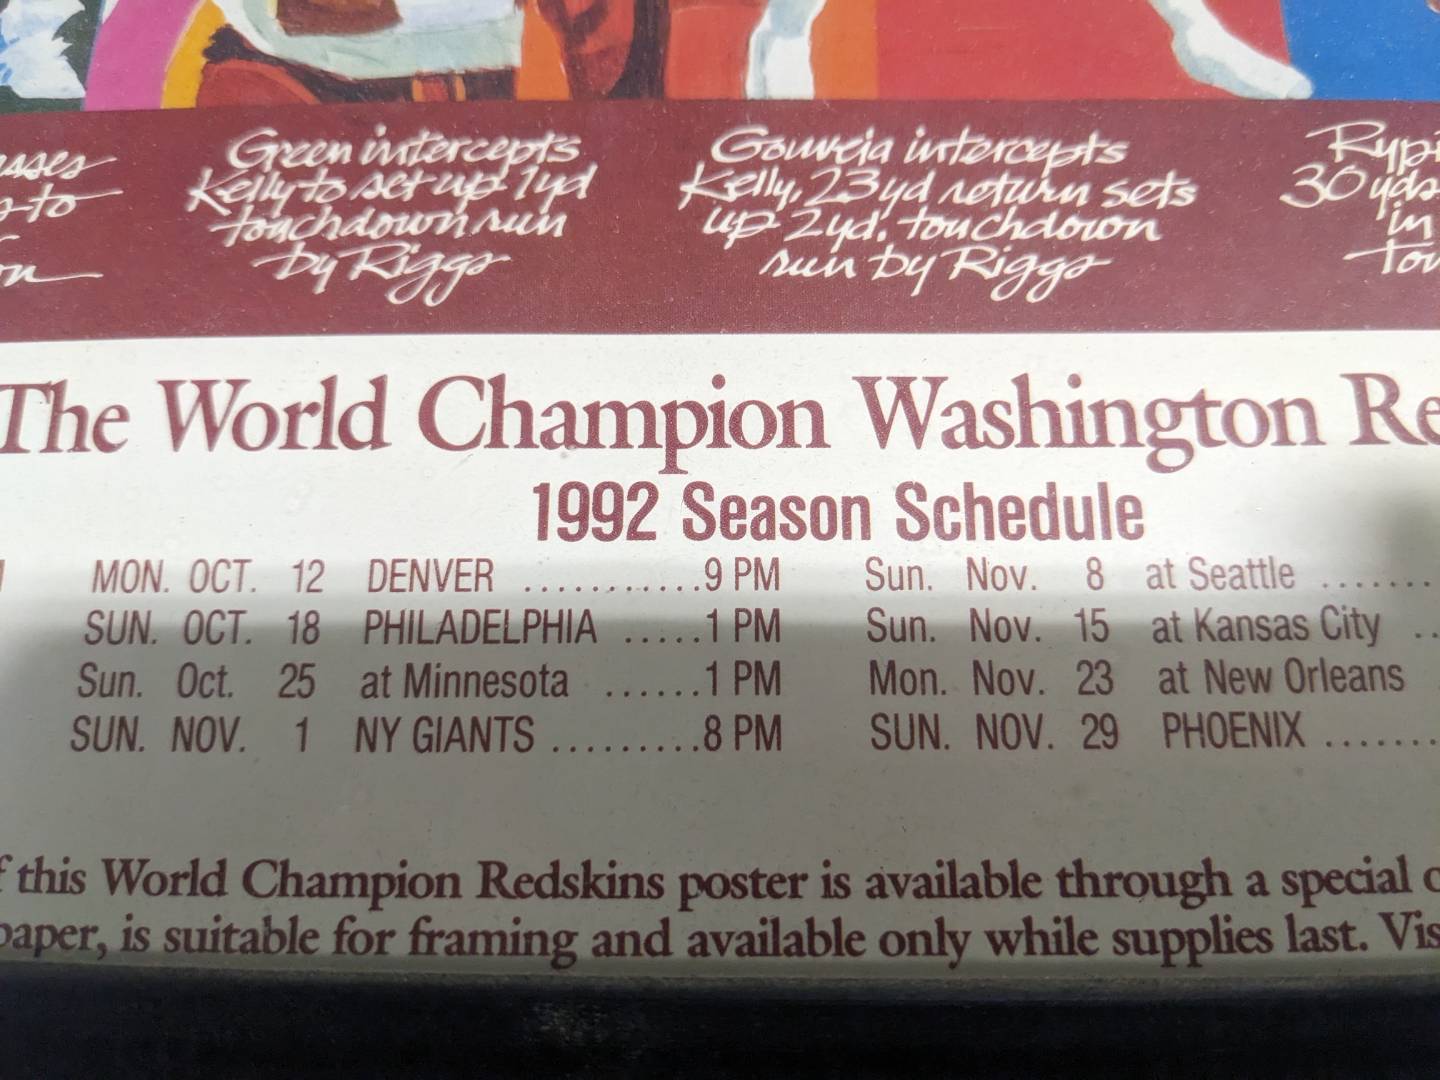 Green intercepts
Kelly to set up 1yd
touchdown run
by Riggs
Gouveia intercepts
Kelly, 23yd return sets
up 2yd. touchdown
run by Riggs
30yds
in
The World Champion Washington
1992 Season Schedule
MON. OCT. 12 DENVER ...........9 PM
SUN. OCT. 18 PHILADELPHIA .....1 PM
Sun. Oct. 25 at Minnesota ......1 PM
SUN. NOV. 1 NY GIANTS .........8 PM
Sun. Nov. 8 at Seattle .......
Sun. Nov. 15 at Kansas City ..
Mon. Nov. 23 at New Orleans
SUN. NOV. 29 PHOENIX .......
this World Champion Redskins poster is available through a special
paper, is suitable for framing and available only while supplies last.